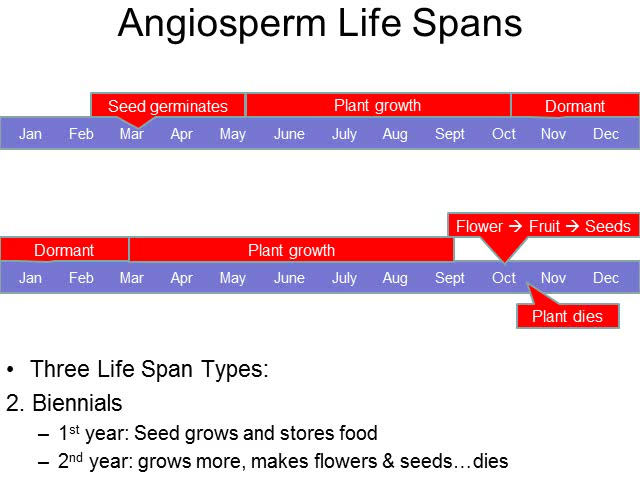 Angiosperm Life Spans
Seed germinates Plant growth Dormant
Jan Feb Mar Apr May June July Aug Sept Oct Nov Dec
Flower → Fruit → Seeds
Dormant Plant growth
Jan Feb Mar Apr May June July Aug Sept Oct Nov Dec
Plant dies
• Three Life Span Types:
2. Biennials
– 1st year: Seed grows and stores food
– 2nd year: grows more, makes flowers & seeds…dies